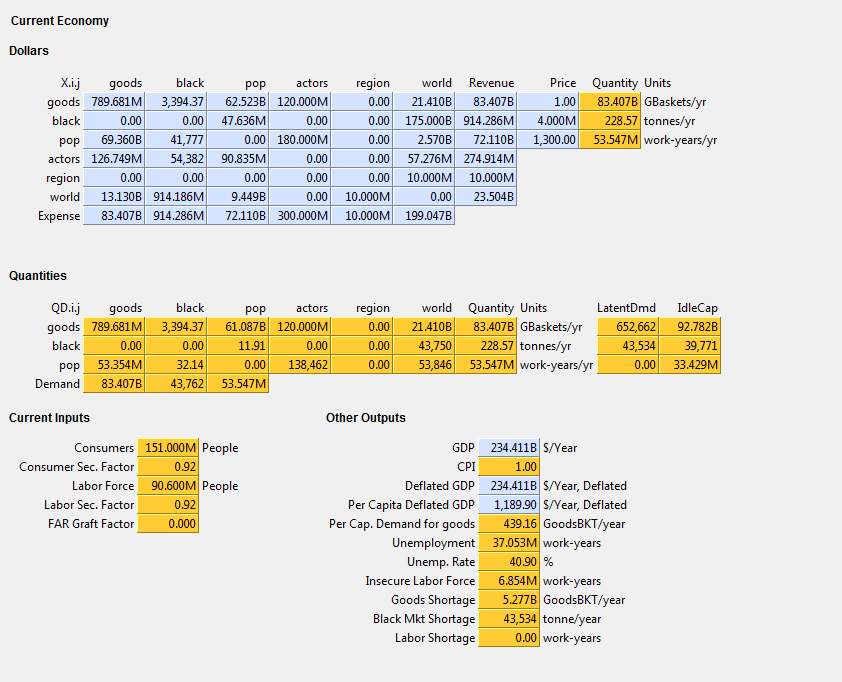 Current Economy
Dollars
X.i,j goods black pop actors region world Revenue Price Quantity Units
goods 789.681M 3,394.37 62.523B 120.000M 0.00 21.410B 83.407B 1.00 83.407B GBaskets/yr
black 0.00 0.00 47.636M 0.00 0.00 175.000B 914.286M 4.000M 228.57 tonnes/yr
pop 69.360B 41,777 0.00 180.000M 0.00 2.570B 72.110B 1,300.00 53.547M work-years/yr
actors 126.749M 54,382 90.835M 0.00 0.00 57.276M 274.914M
region 0.00 0.00 0.00 0.00 0.00 10.000M 10.000M
world 13.130B 914.186M 9.449B 0.00 10.000M 0.00 23.504B
Expense 83.407B 914.286M 72.110B 300.000M 10.000M 199.047B
Quantities
QD.i,j goods black pop actors region world Quantity Units LatentDmd IdleCap
goods 789.681M 3,394.37 61.087B 120.000M 0.00 21.410B 83.407B GBaskets/yr 652,662 92.782B
black 0.00 0.00 11.91 0.00 0.00 43,750 228.57 tonnes/yr 43,534 39,771
pop 53.354M 32.14 0.00 138,462 0.00 53,846 53.547M work-years/yr 0.00 33.429M
Demand 83.407B 43,762 53.547M
Current Inputs Other Outputs
Consumers 151.000M People GDP 234.411B $/Year
Consumer Sec. Factor 0.92 CPI 1.00
Labor Force 90.600M People Deflated GDP 234.411B $/Year, Deflated
Labor Sec. Factor 0.92 Per Capita Deflated GDP 1,189.90 $/Year, Deflated
FAR Graft Factor 0.000 Per Cap. Demand for goods 439.16 GoodsBKT/year
Unemployment 37.053M work-years
Unemp. Rate 40.90 %
Insecure Labor Force 6.854M work-years
Goods Shortage 5.277B GoodsBKT/year
Black Mkt Shortage 43,534 tonne/year
Labor Shortage 0.00 work-years